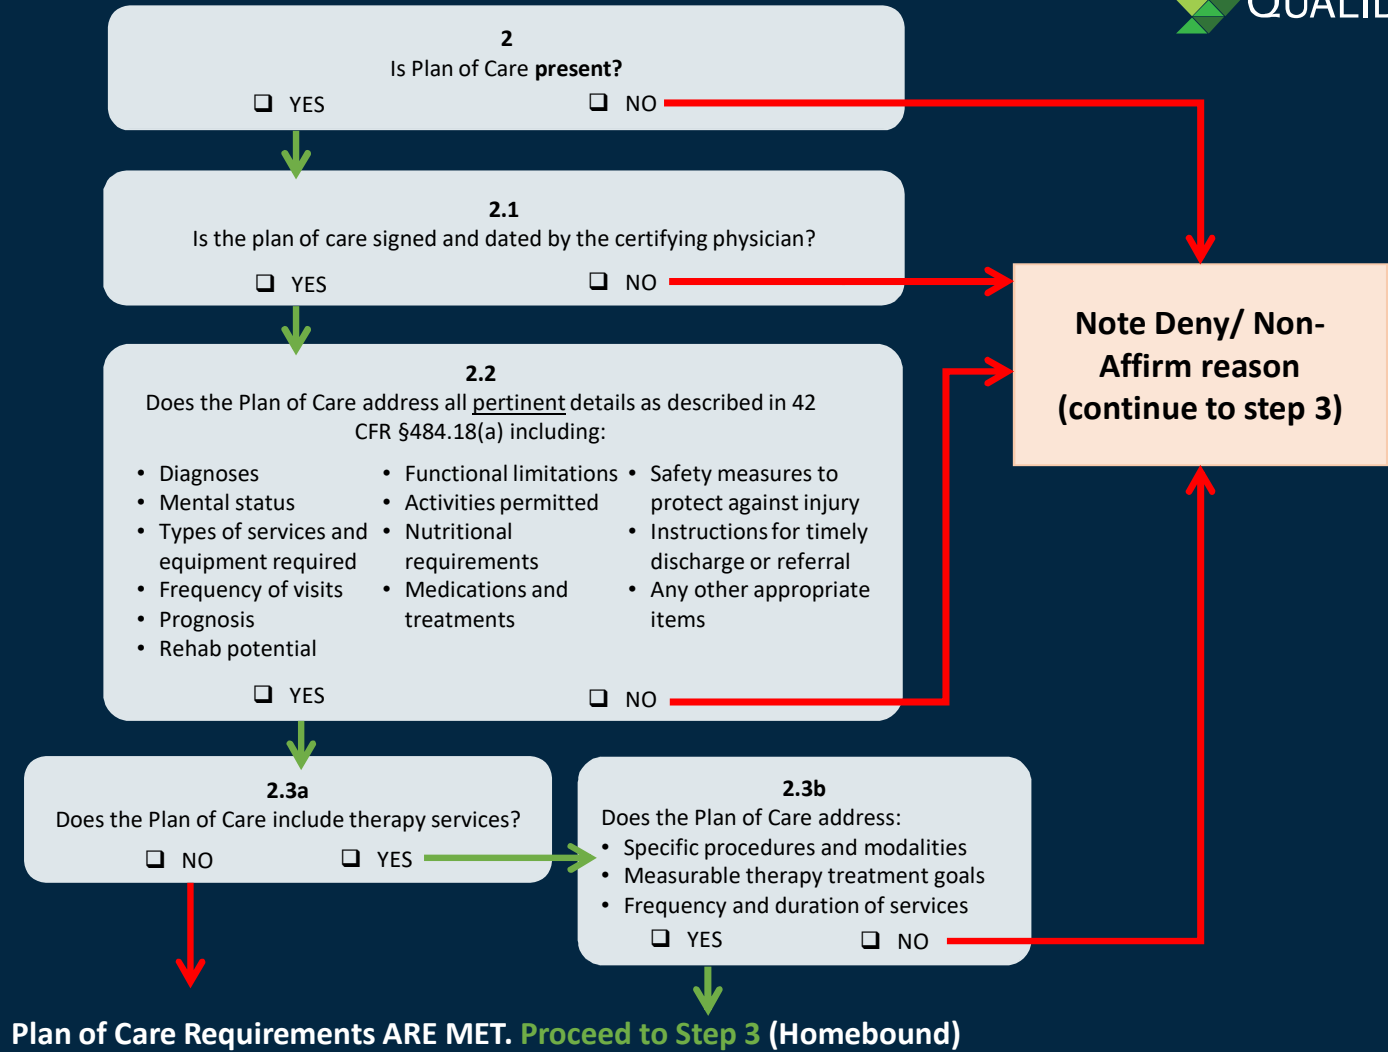 QUALID
2
Is Plan of Care present?
❑ YES
❑ NO
2.1
Is the plan of care signed and dated by the certifying physician?
❑ YES
❑ NO
2.2
Does the Plan of Care address all pertinent details as described in 42
CFR §484.18(a) including:
• Diagnoses
• Mental status
• Types of services and
equipment required
• Frequency of visits
• Prognosis
• Rehab potential
• Functional limitations
• Activities permitted
• Nutritional
requirements
• Medications and
treatments
• Safety measures to
protect against injury
• Instructions for timely
discharge or referral
• Any other appropriate
items
❑ YES
❑ NO
Note Deny/ Non-
Affirm reason
(continue to step 3)
2.3a
Does the Plan of Care include therapy services?
❑ NO
❑ YES
2.3b
Does the Plan of Care address:
• Specific procedures and modalities
• Measurable therapy treatment goals
• Frequency and duration of services
❑ YES
❑ NO
Plan of Care Requirements ARE MET. Proceed to Step 3 (Homebound)